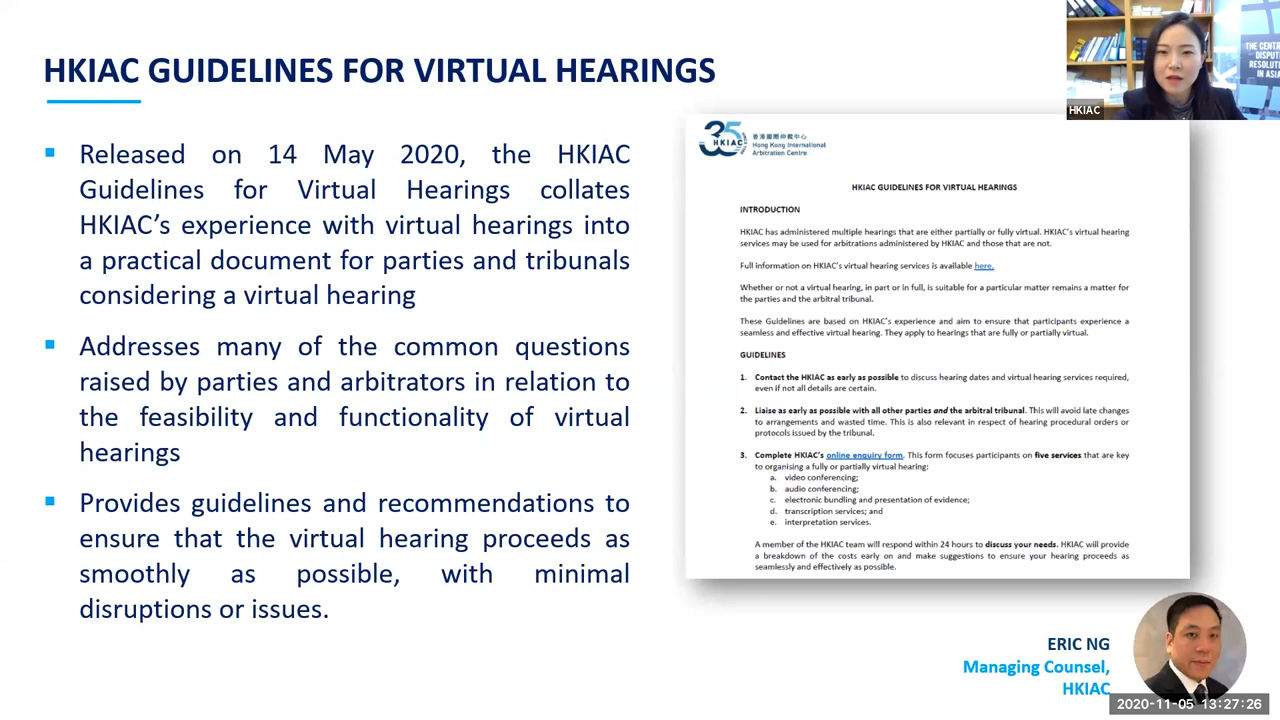 HKIAC GUIDELINES FOR VIRTUAL HEARINGS
Released on 14 May 2020, the HKIAC
Guidelines for Virtual Hearings collates
HKIAC’s experience with virtual hearings into
a practical document for parties and tribunals
considering a virtual hearing
Addresses many of the common questions
raised by parties and arbitrators in relation to
the feasibility and functionality of virtual
hearings
Provides guidelines and recommendations to
ensure that the virtual hearing proceeds as
smoothly as possible, with minimal
disruptions or issues.
35
HKIAC
香港國際仲裁中心
Hong Kong International
Arbitration Centre
HKIAC GUIDELINES FOR VIRTUAL HEARINGS
INTRODUCTION
HKIAC has administered multiple hearings that are either partially or fully virtual. HKIAC’s virtual hearing
services may be used for arbitrations administered by HKIAC and those that are not.
Full information on HKIAC’s virtual hearing services is available here.
Whether or not a virtual hearing, in part or in full, is suitable for a particular matter remains a matter for
the parties and the arbitral tribunal.
These Guidelines are based on HKIAC’s experience and aim to ensure that participants experience a
seamless and effective virtual hearing. They apply to hearings that are fully or partially virtual.
GUIDELINES
1. Contact the HKIAC as early as possible to discuss hearing dates and virtual hearing services required,
even if not all details are certain.
2. Liaise as early as possible with all other parties and the arbitral tribunal. This will avoid late changes
to arrangements and wasted time. This is also relevant in respect of hearing procedural orders or
protocols issued by the tribunal.
3. Complete HKIAC’s online enquiry form. This form focuses participants on five services that are key
to organising a fully or partially virtual hearing:
a. video conferencing;
b. audio conferencing;
c. electronic bundling and presentation of evidence;
d. transcription services; and
e. interpretation services.
A member of the HKIAC team will respond within 24 hours to discuss your needs. HKIAC will provide
a breakdown of the costs early on and make suggestions to ensure your hearing proceeds as
seamlessly and effectively as possible.
THE CENTR
DISPUT
RESOLUTI
IN ASIA
HKIAC
ERIC NG
Managing Counsel,
HKIAC
2020-11-05 13:27:26